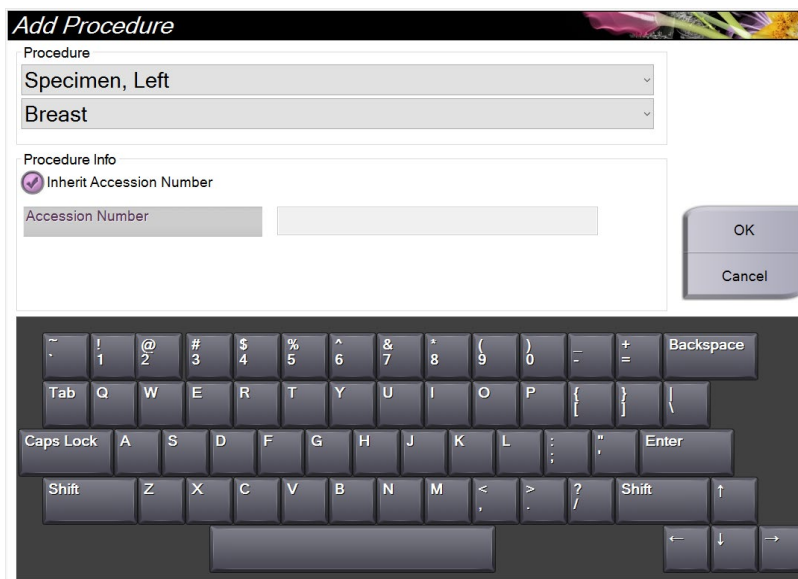 Add Procedure
Procedure
Specimen, Left
Breast
Procedure Info
Inherit Accession Number
Accession Number
OK
Cancel
~ ! @ # $ % ^ & * ( ) _ + Backspace
` 1 2 3 4 5 6 7 8 9 0 - =
Tab Q W E R T Y U I O P { } |
[ ] \
Caps Lock A S D F G H J K L : " Enter
; '
Shift Z X C V B N M < > ? Shift ↑
, . /
← ↓ →